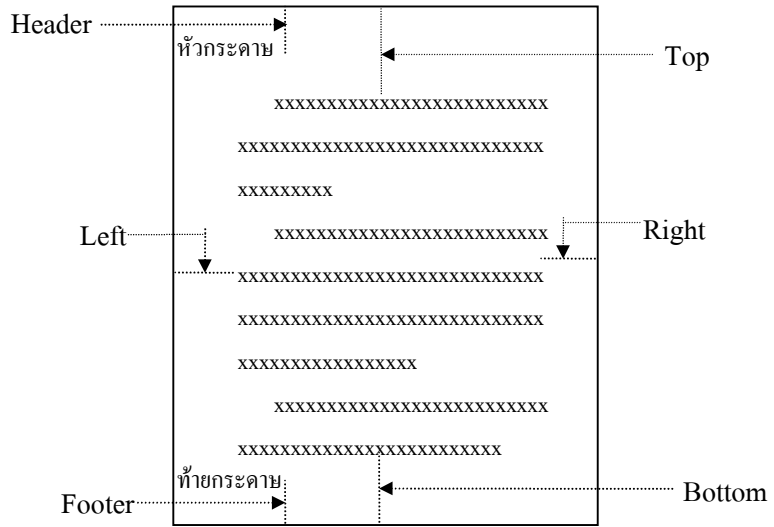 Header
หัวกระดาษ
Top
xxxxxxxxxxxxxxxxxxxxxxxxxx
xxxxxxxxxxxxxxxxxxxxxxxxxxxxx
xxxxxxxxx
Left
xxxxxxxxxxxxxxxxxxxxxxxxxx
Right
xxxxxxxxxxxxxxxxxxxxxxxxxxxxx
xxxxxxxxxxxxxxxxxxxxxxxxxxxxx
xxxxxxxxxxxxxxxxx
xxxxxxxxxxxxxxxxxxxxxxxxxx
xxxxxxxxxxxxxxxxxxxxxxxxx
ท้ายกระดาษ
Footer
Bottom